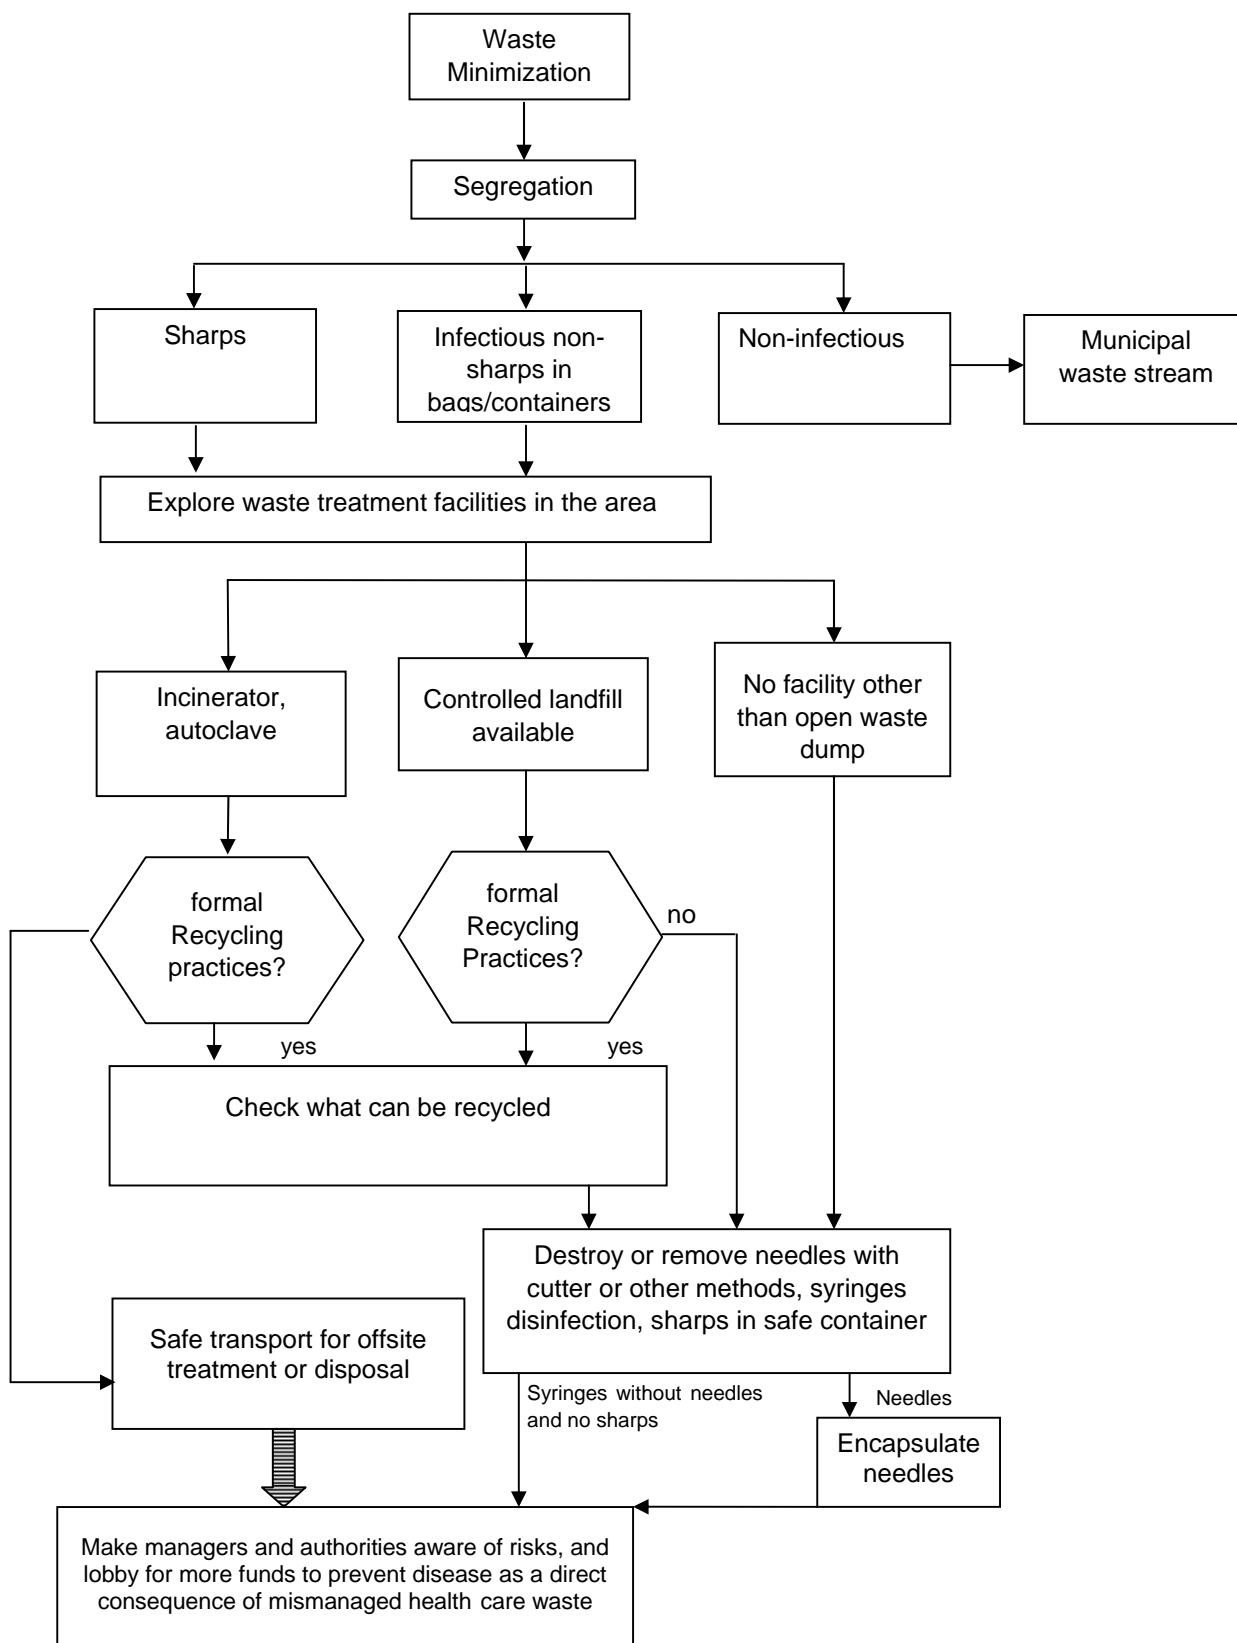 Waste
Minimization
Segregation
Sharps
Infectious non-
sharps in
bags/containers
Non-infectious
Municipal
waste stream
Explore waste treatment facilities in the area
Incinerator,
autoclave
Controlled landfill
available
No facility other
than open waste
dump
formal
Recycling
practices?
formal
Recycling
Practices?
no
yes
yes
Check what can be recycled
Destroy or remove needles with
cutter or other methods, syringes
disinfection, sharps in safe container
Safe transport for offsite
treatment or disposal
Syringes without needles
and no sharps
Needles
Encapsulate
needles
Make managers and authorities aware of risks, and
lobby for more funds to prevent disease as a direct
consequence of mismanaged health care waste